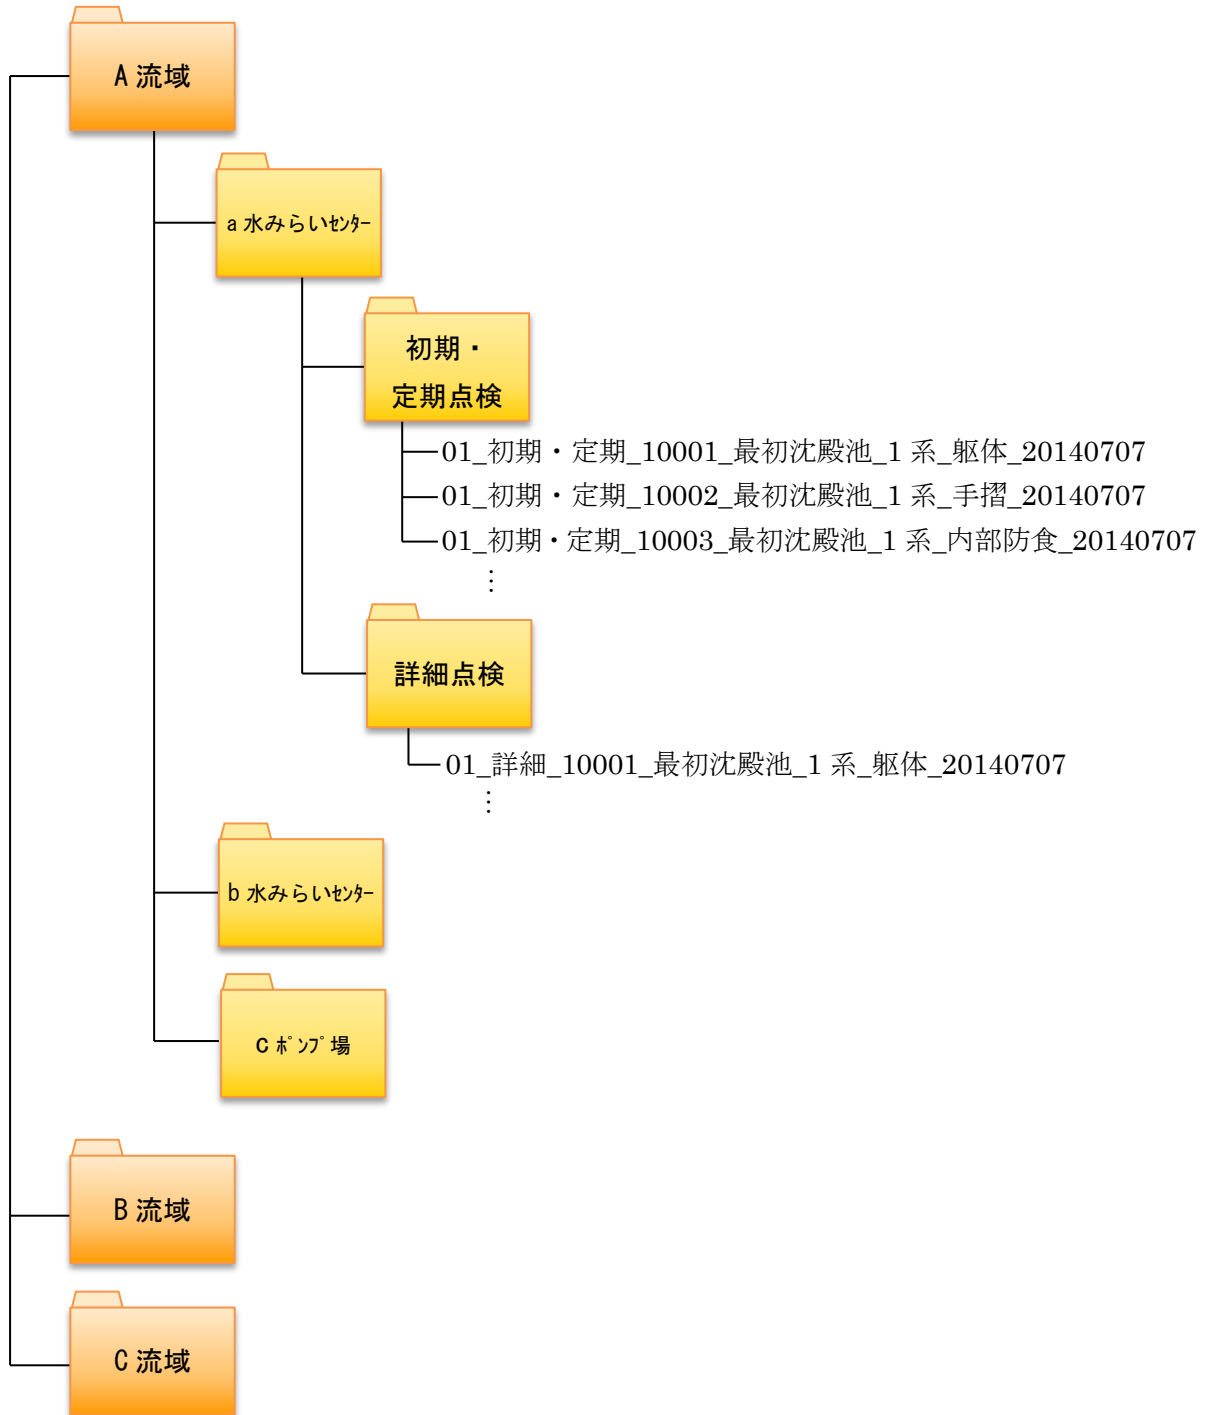 A 流域
a 水みらいｾﾝﾀｰ
初期・
定期点検
01_初期・定期_10001_最初沈殿池_1 系_躯体_20140707
01_初期・定期_10002_最初沈殿池_1 系_手摺_20140707
01_初期・定期_10003_最初沈殿池_1 系_内部防食_20140707
⋮
詳細点検
01_詳細_10001_最初沈殿池_1 系_躯体_20140707
⋮
b 水みらいｾﾝﾀｰ
c ﾎﾟﾝﾌﾟ場
B 流域
C 流域